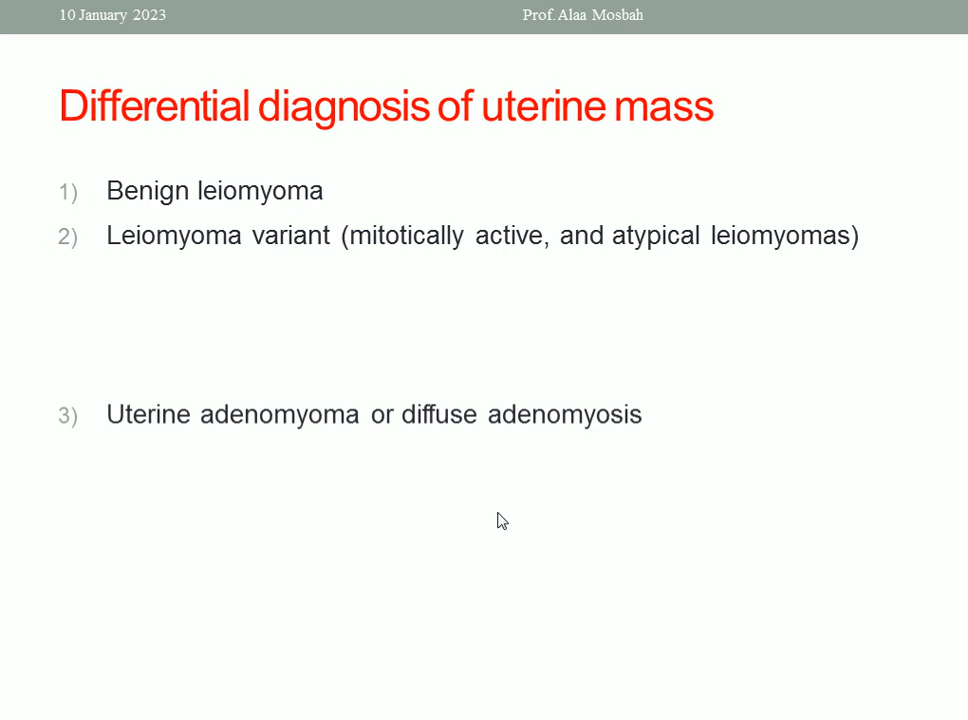 10 January 2023
Prof. Alaa Mosbah
Differential diagnosis of uterine mass
1) Benign leiomyoma
2) Leiomyoma variant (mitotically active, and atypical leiomyomas)
3) Uterine adenomyoma or diffuse adenomyosis